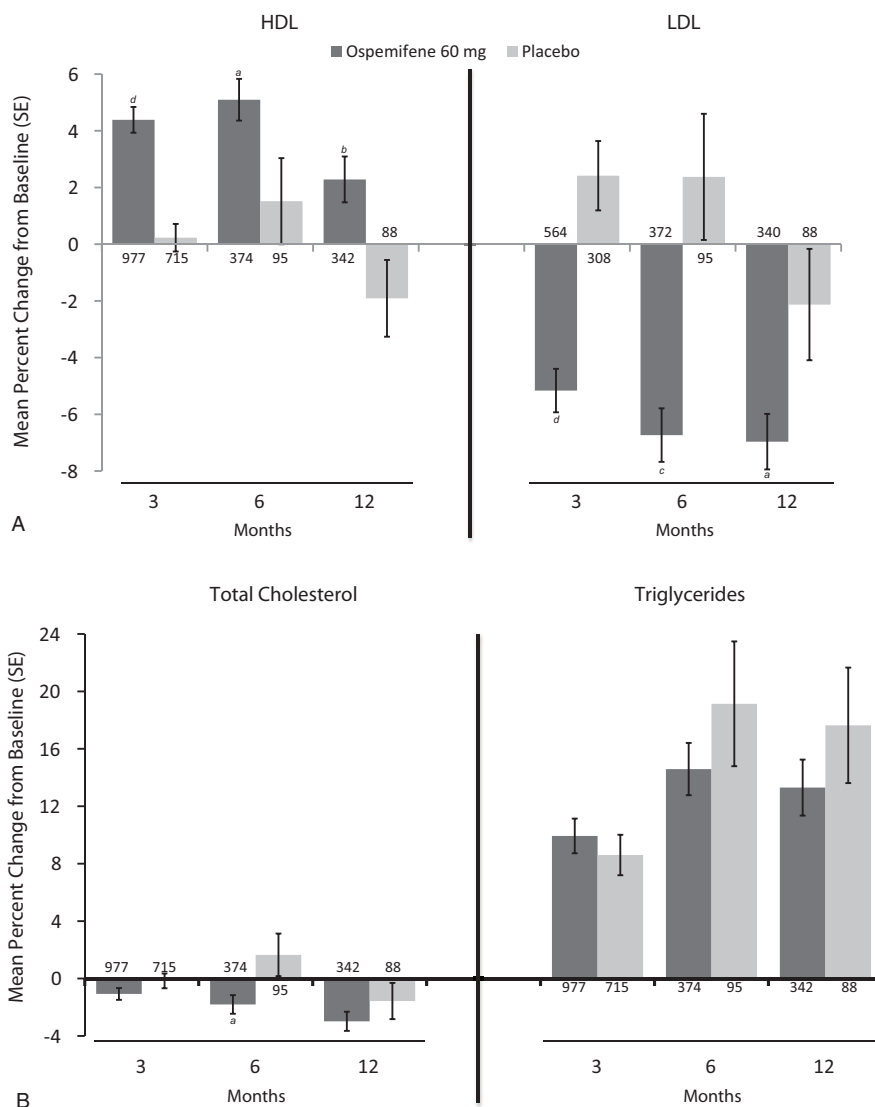 HDL LDL
Ospemifene 60 mg Placebo
Mean Percent Change from Baseline (SE)
6
4
2
0
-2
-4
-6
-8
d a b
88
977 715 374 95 342
564 372 340 88
308 95
d c a
3 6 12 3 6 12
Months Months
A
Total Cholesterol Triglycerides
Mean Percent Change from Baseline (SE)
24
20
16
12
8
4
0
-4
977 715 374 342 88
95
a
977 715 374 95 342 88
3 6 12 3 6 12
Months Months
B